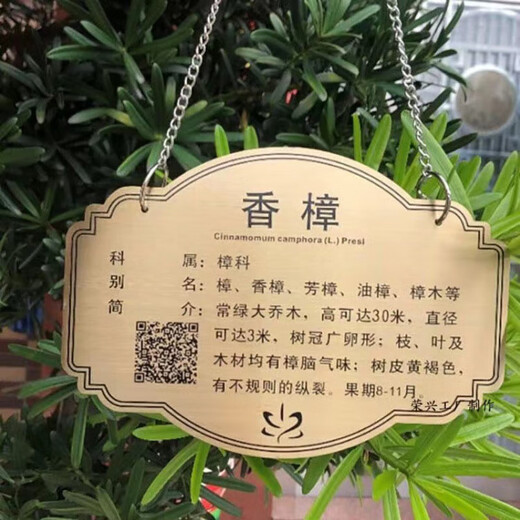 香樟
Cinnamomum camphora (L.) Presl
科 属：樟科
别 名：樟、香樟、芳樟、油樟、樟木等
简 介：常绿大乔木，高可达30米，直径
可达3米，树冠广卵形；枝、叶及
木材均有樟脑气味；树皮黄褐色，
有不规则的纵裂。果期8-11月。
荣兴工厂制作